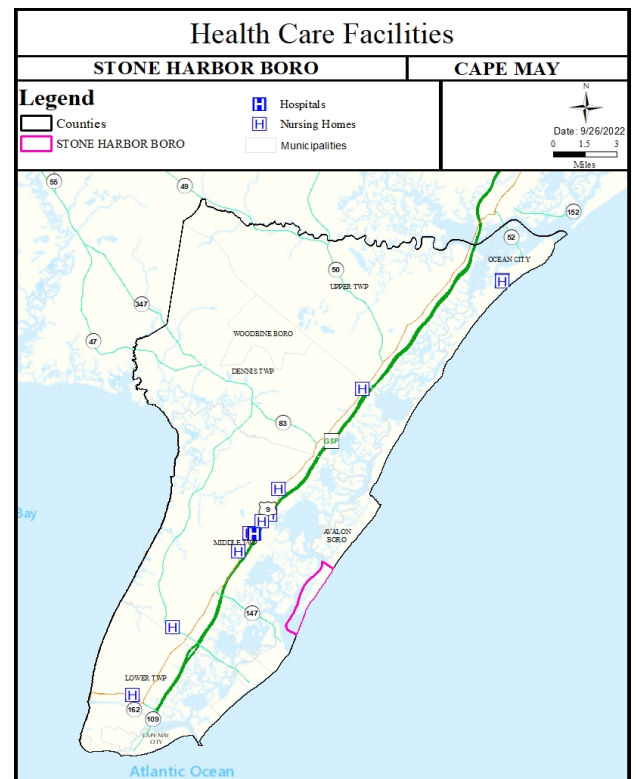 Health Care Facilities
STONE HARBOR BORO
CAPE MAY
Legend
Counties
STONE HARBOR BORO
H Hospitals
H Nursing Homes
Municipalities
N
Date: 9/26/2022
0 1.5 3
Miles
55
49
152
52
OCEAN CITY
50
UPPER TWP
H
347
WOODBINE BORO
47
DENNIS TWP
H
83
GSP
H
9
H
AVALON
BORO
MIDDLE TWP
H
H
147
H
LOWER TWP
H
162
109
CAPE MAY
CITY
Bay
Atlantic Ocean